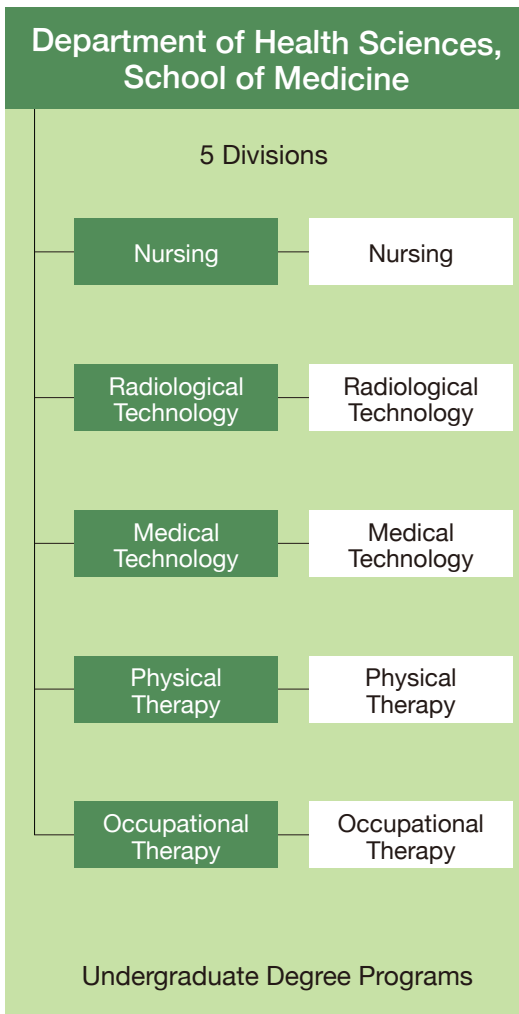 Department of Health Sciences,
School of Medicine
5 Divisions
Nursing
Nursing
Radiological
Technology
Radiological
Technology
Medical
Technology
Medical
Technology
Physical
Therapy
Physical
Therapy
Occupational
Therapy
Occupational
Therapy
Undergraduate Degree Programs